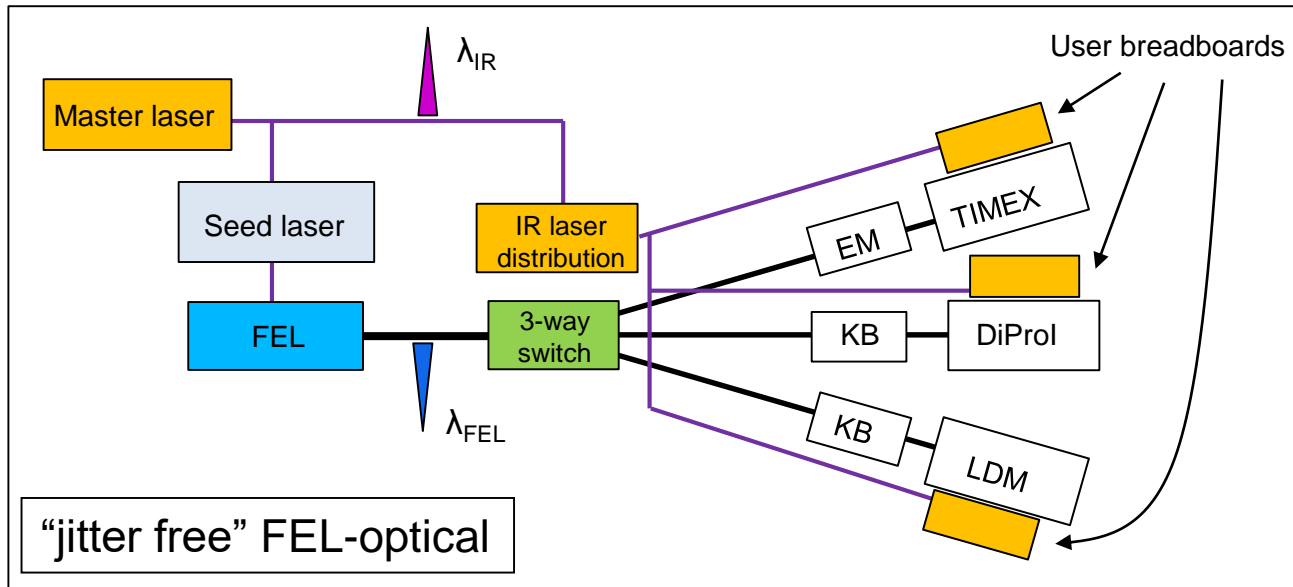 λIR
User breadboards
Master laser
Seed laser
IR laser
distribution
EM
TIMEX
FEL
3-way
switch
KB
DiProI
λFEL
KB
LDM
“jitter free” FEL-optical